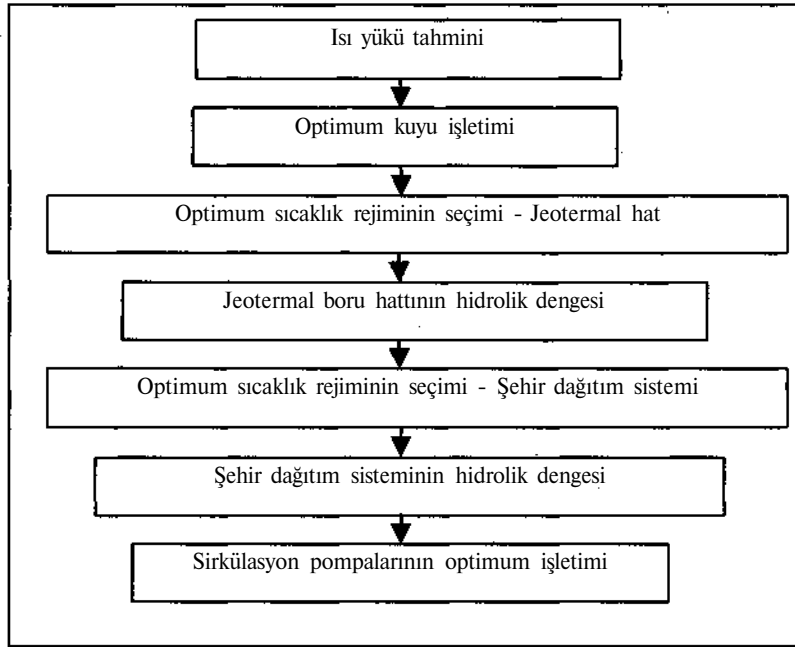 Isı yükü tahmini
Optimum kuyu işletimi
Optimum sıcaklık rejiminin seçimi - Jeotermal hat
Jeotermal boru hattının hidrolik dengesi
Optimum sıcaklık rejiminin seçimi - Şehir dağıtım sistemi
Şehir dağıtım sisteminin hidrolik dengesi
Sirkülasyon pompalarının optimum işletimi